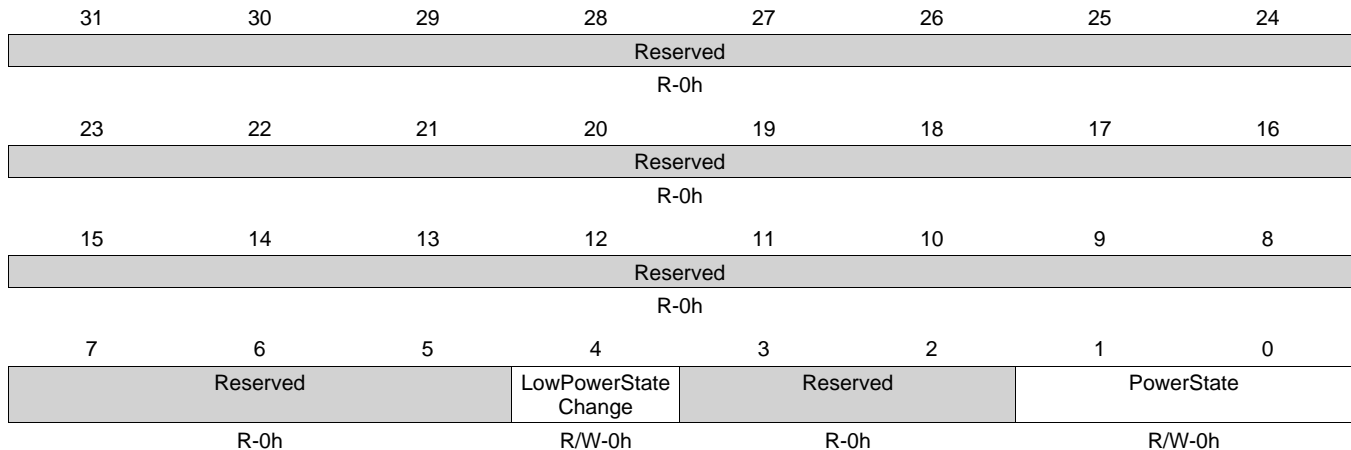 31 30 29 28 27 26 25 24
Reserved
R-0h
23 22 21 20 19 18 17 16
Reserved
R-0h
15 14 13 12 11 10 9 8
Reserved
R-0h
7 6 5 4 3 2 1 0
Reserved LowPowerState Reserved PowerState
Change
R-0h R/W-0h R-0h R/W-0h